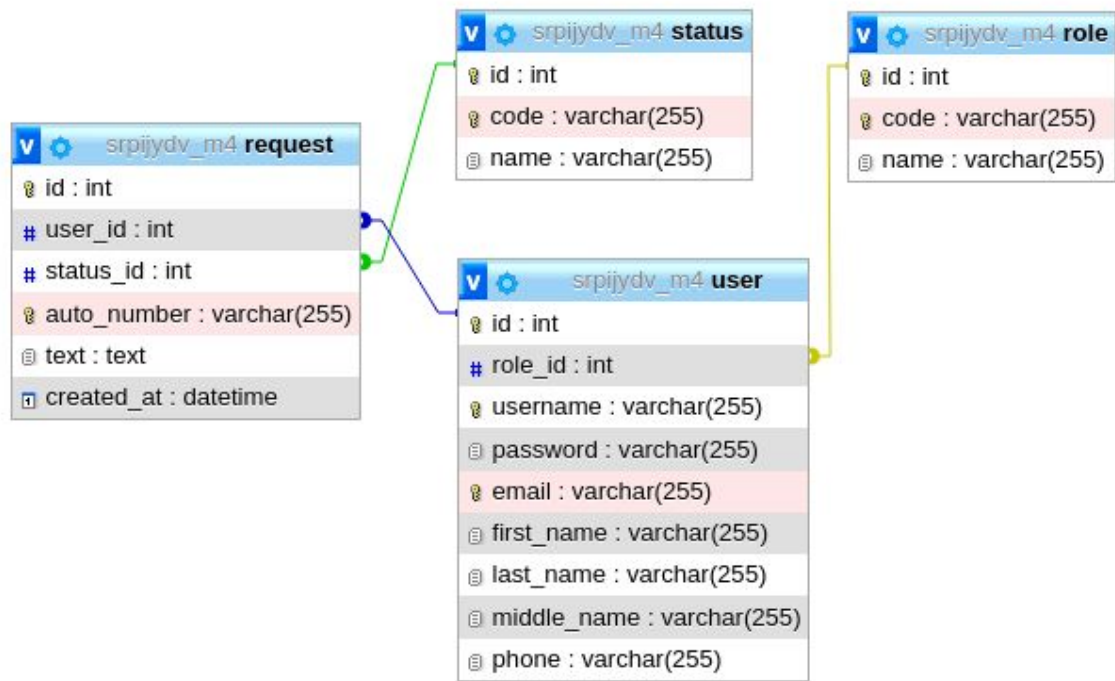 v srpijydv_m4 status
id : int
code : varchar(255)
name : varchar(255)
v srpijydv_m4 role
id : int
code : varchar(255)
name : varchar(255)
v srpijydv_m4 request
id : int
# user_id : int
# status_id : int
auto_number : varchar(255)
text : text
created_at : datetime
v srpijydv_m4 user
id : int
# role_id : int
username : varchar(255)
password : varchar(255)
email : varchar(255)
first_name : varchar(255)
last_name : varchar(255)
middle_name : varchar(255)
phone : varchar(255)